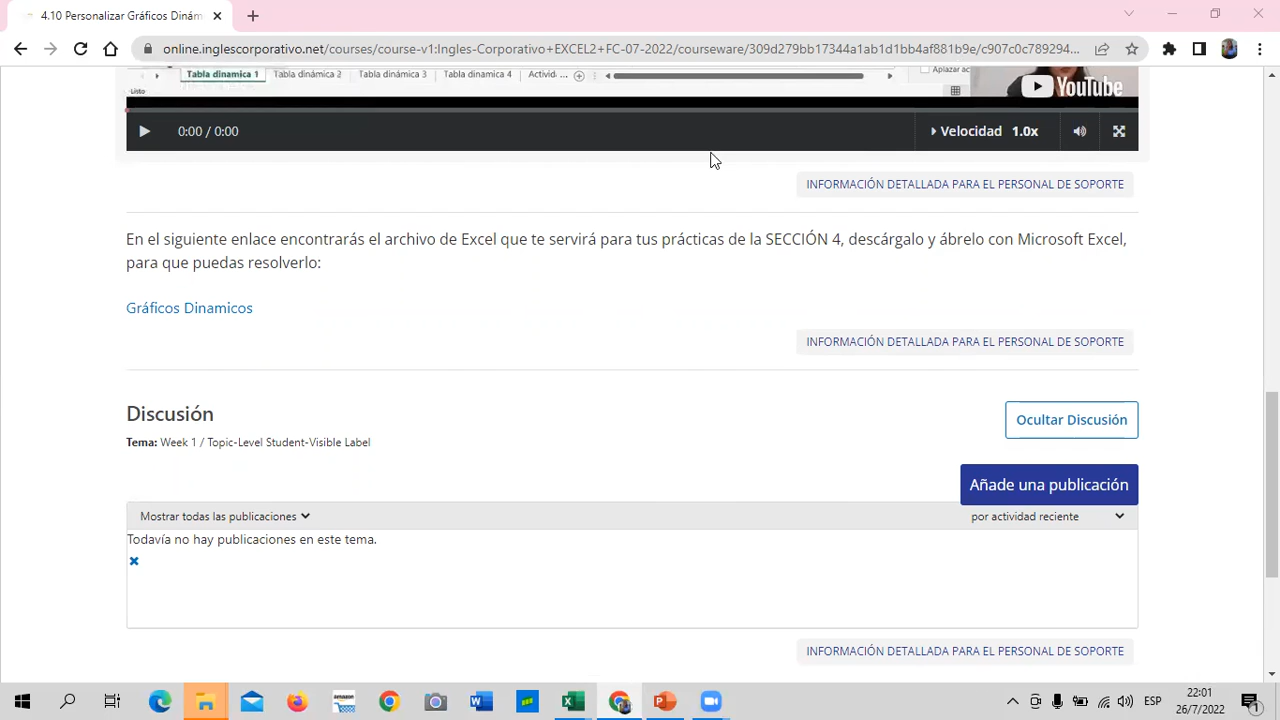 4.10 Personalizar Gráficos Dinám
online.inglescorporativo.net/courses/course-v1:Ingles-Corporativo+EXCEL2+FC-07-2022/courseware/309d279bb17344a1ab1d1bb4af881b9e/c907c0c789294...
Tabla dinamica 1 Tabla dinámica 2 Tabla dinámica 3 Tabla dinamica 4 Activid... Aplazar ac
Listo
YouTube
0:00 / 0:00 Velocidad 1.0x
INFORMACIÓN DETALLADA PARA EL PERSONAL DE SOPORTE
En el siguiente enlace encontrarás el archivo de Excel que te servirá para tus prácticas de la SECCIÓN 4, descárgalo y ábrelo con Microsoft Excel,
para que puedas resolverlo:
Gráficos Dinamicos
INFORMACIÓN DETALLADA PARA EL PERSONAL DE SOPORTE
Discusión
Ocultar Discusión
Tema: Week 1 / Topic-Level Student-Visible Label
Añade una publicación
Mostrar todas las publicaciones por actividad reciente
Todavía no hay publicaciones en este tema.
INFORMACIÓN DETALLADA PARA EL PERSONAL DE SOPORTE
amazon
ESP
22:01
26/7/2022